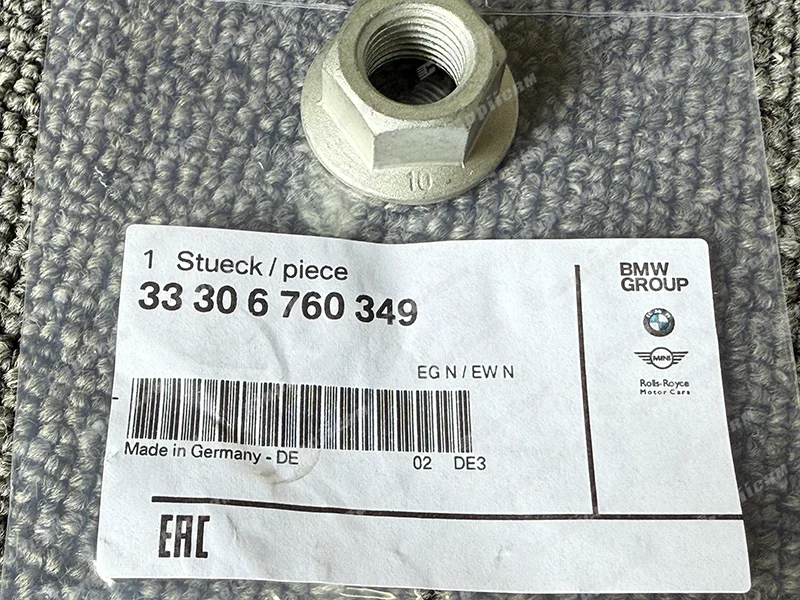 10
1 Stueck / piece
33 30 6 760 349
EG N / EW N
Made in Germany - DE
02 DE3
EAC
BMW
GROUP
BMW
MINI
Rolls-Royce
Motor Cars